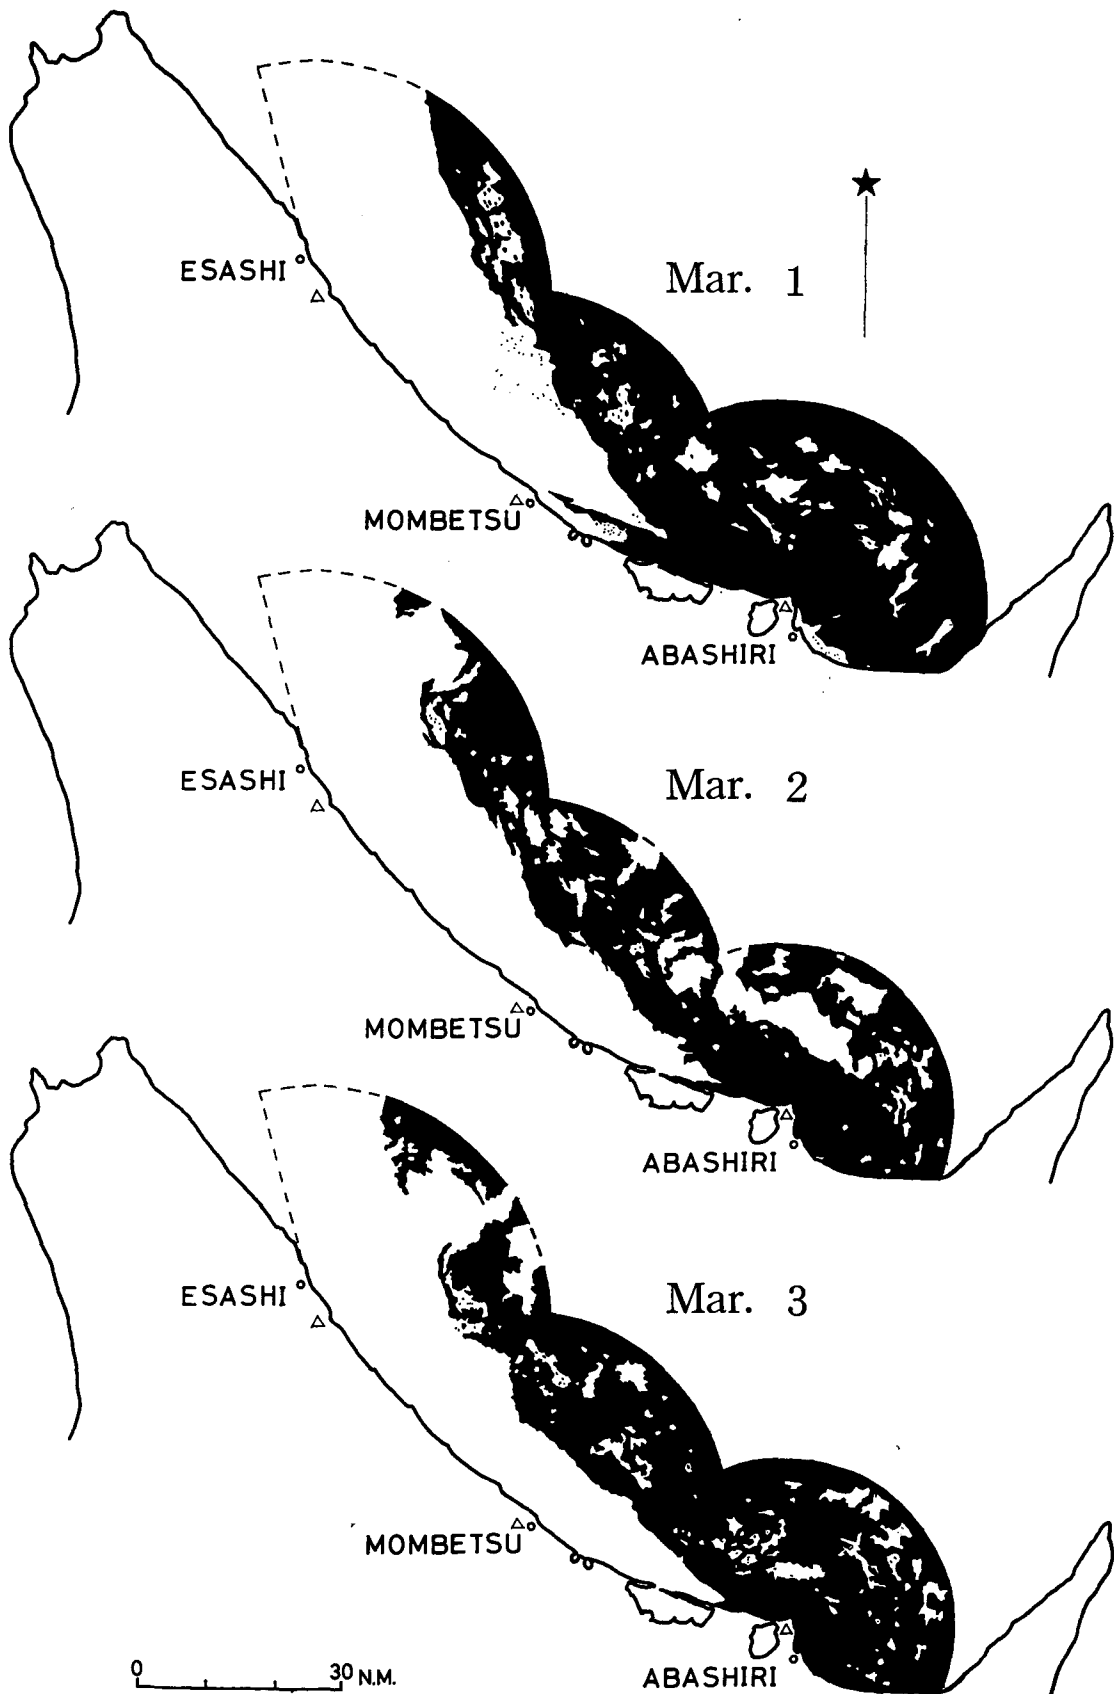 ESASHI
Mar. 1
MOMBETSU
ABASHIRI
ESASHI
Mar. 2
MOMBETSU
ABASHIRI
ESASHI
Mar. 3
MOMBETSU
ABASHIRI
0 30 N.M.